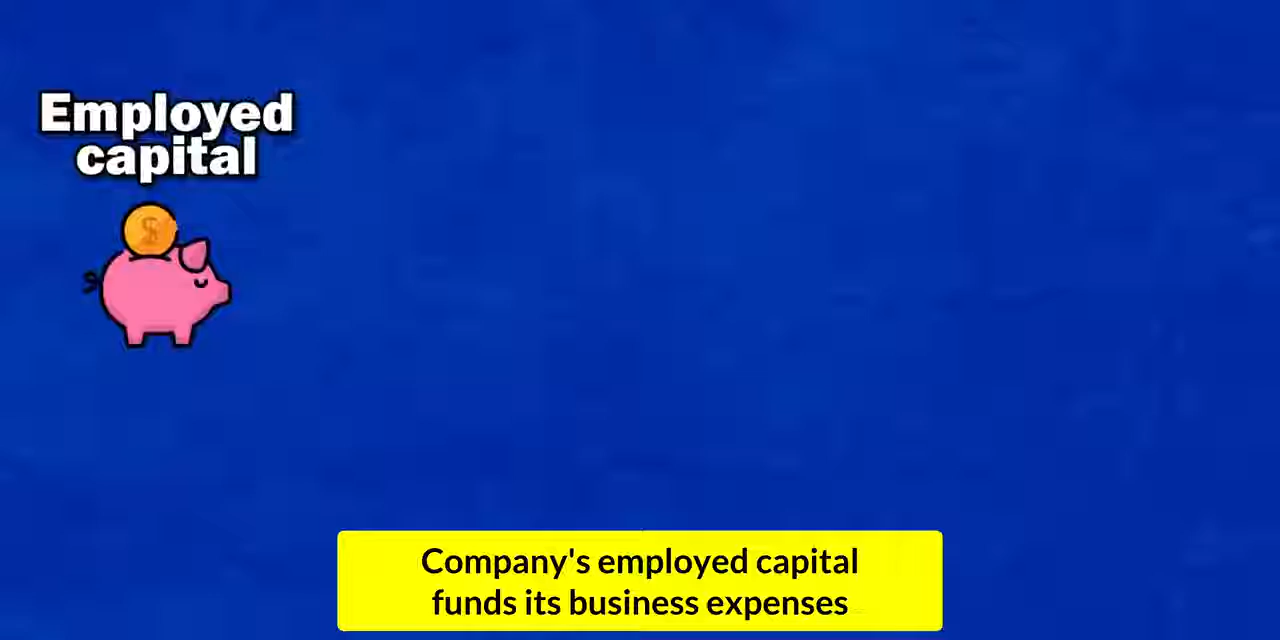 Employed
capital
$
Company's employed capital
funds its business expenses